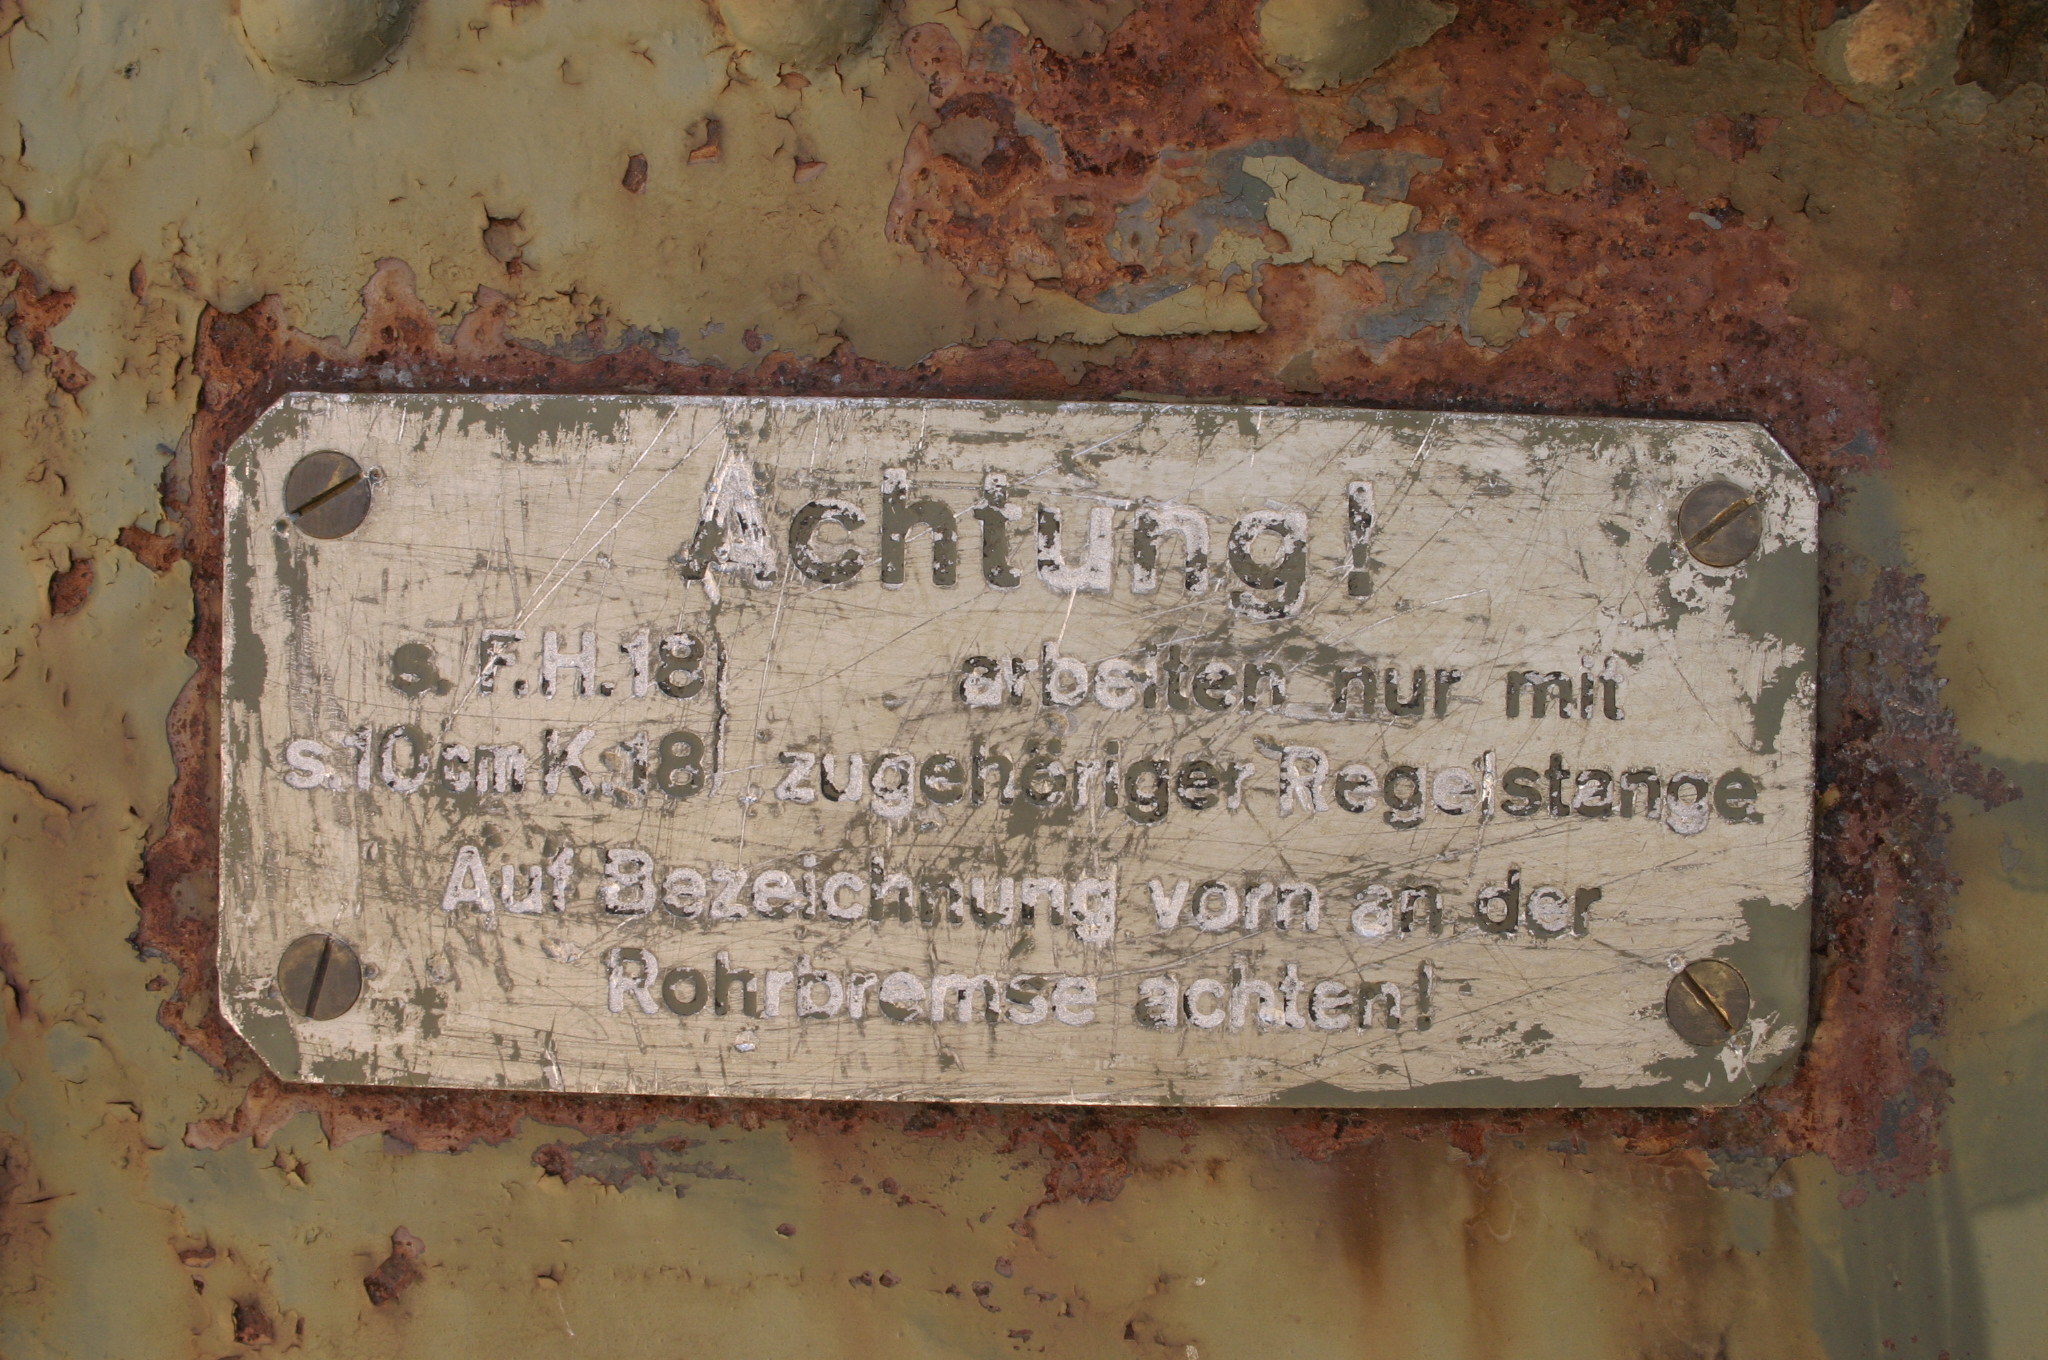 Achtung!
s. F.H.18 arbeiten nur mit
s.10cm K.18 zugehöriger Regelstange
Auf Bezeichnung vorn an der
Rohrbremse achten!